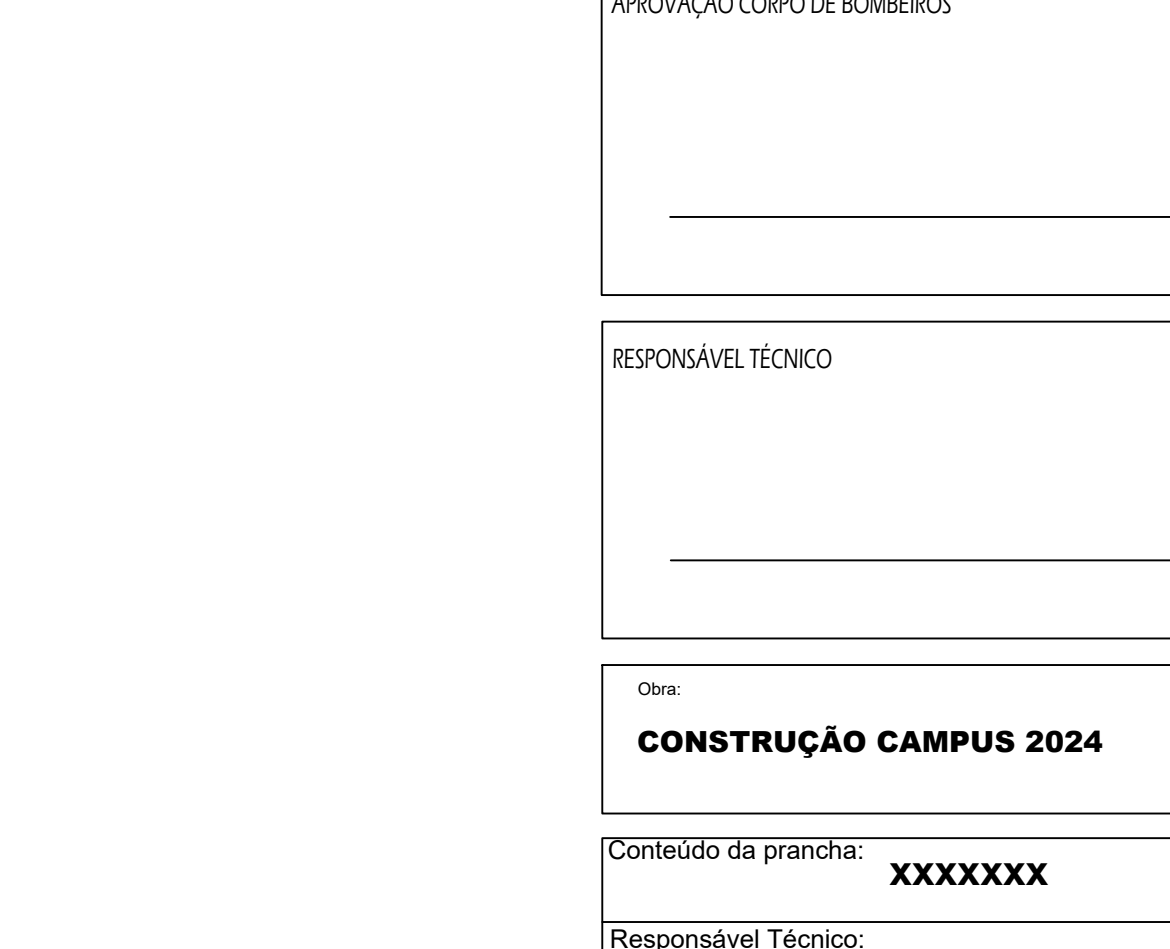 APROVAÇÃO CORPO DE BOMBEIROS
RESPONSÁVEL TÉCNICO
Obra:
CONSTRUÇÃO CAMPUS 2024
Conteúdo da prancha:
XXXXXXX
Responsável Técnico: